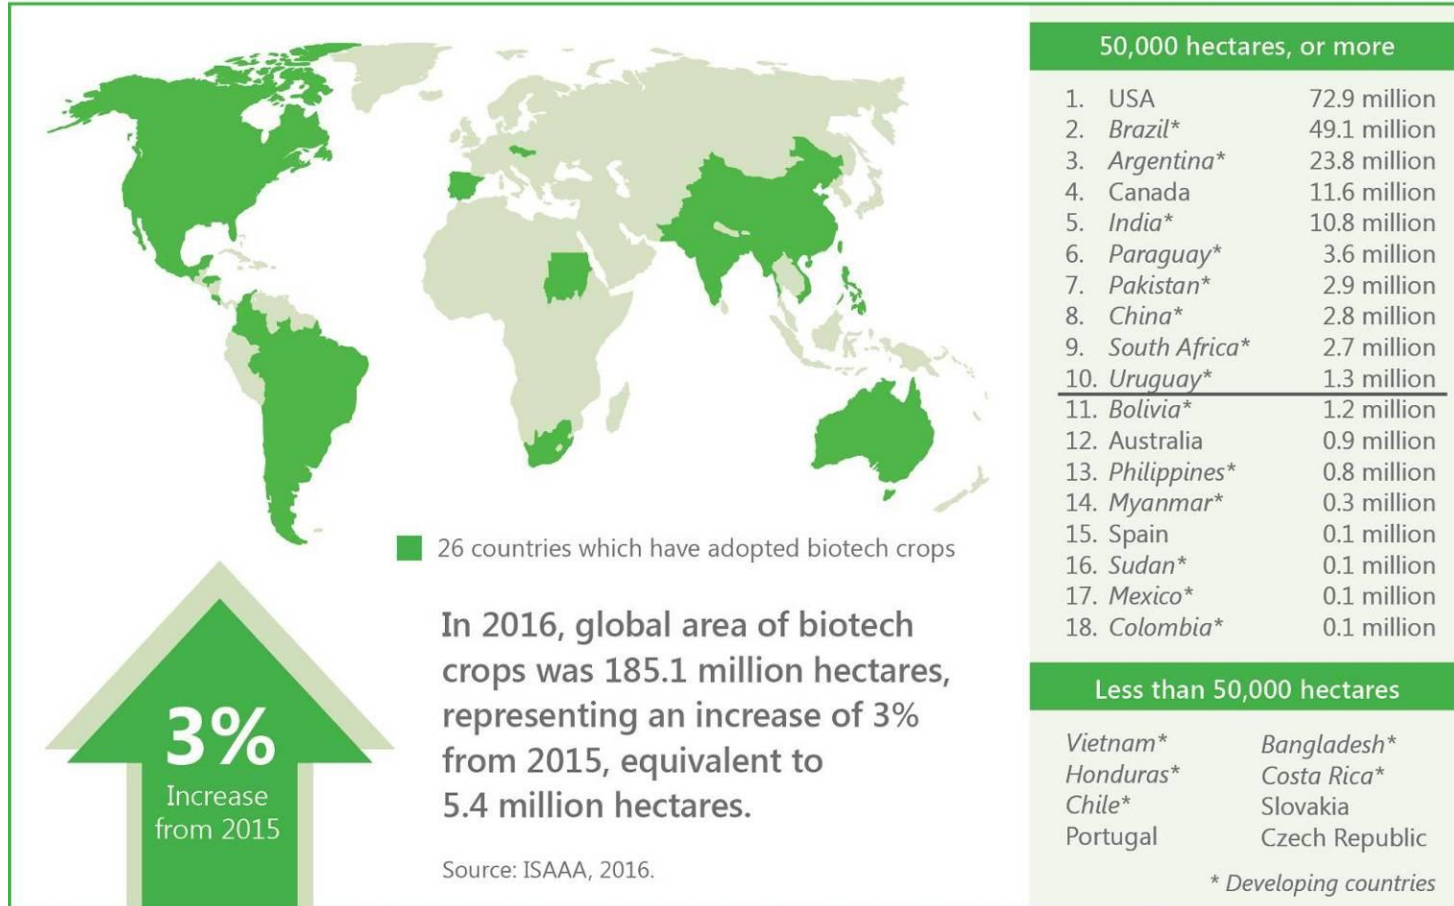 50,000 hectares, or more
1. USA 72.9 million
2. Brazil* 49.1 million
3. Argentina* 23.8 million
4. Canada 11.6 million
5. India* 10.8 million
6. Paraguay* 3.6 million
7. Pakistan* 2.9 million
8. China* 2.8 million
9. South Africa* 2.7 million
10. Uruguay* 1.3 million
11. Bolivia* 1.2 million
12. Australia 0.9 million
13. Philippines* 0.8 million
14. Myanmar* 0.3 million
15. Spain 0.1 million
16. Sudan* 0.1 million
17. Mexico* 0.1 million
18. Colombia* 0.1 million
Less than 50,000 hectares
Vietnam* Bangladesh*
Honduras* Costa Rica*
Chile* Slovakia
Portugal Czech Republic
* Developing countries
26 countries which have adopted biotech crops
In 2016, global area of biotech
crops was 185.1 million hectares,
representing an increase of 3%
from 2015, equivalent to
5.4 million hectares.
Source: ISAAA, 2016.
3%
Increase
from 2015